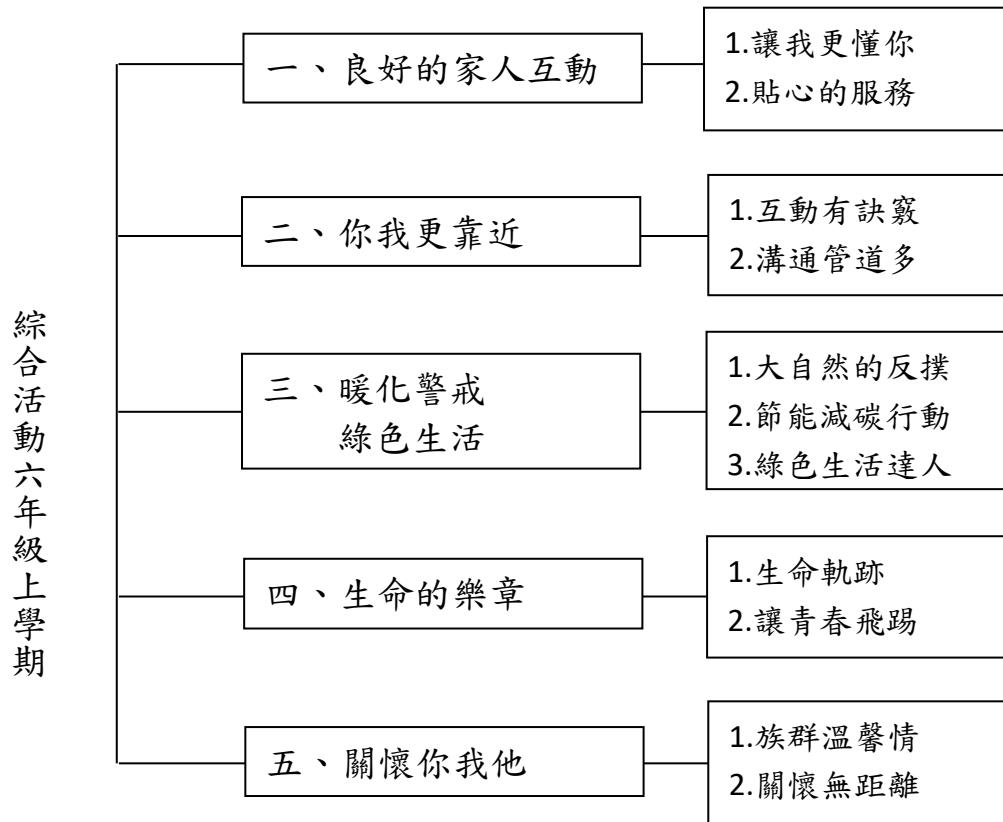 綜合活動六年級上學期
一、良好的家人互動
1.讓我更懂你
2.貼心的服務
二、你我更靠近
1.互動有訣竅
2.溝通管道多
三、暖化警戒
綠色生活
1.大自然的反撲
2.節能減碳行動
3.綠色生活達人
四、生命的樂章
1.生命軌跡
2.讓青春飛踢
五、關懷你我他
1.族群溫馨情
2.關懷無距離